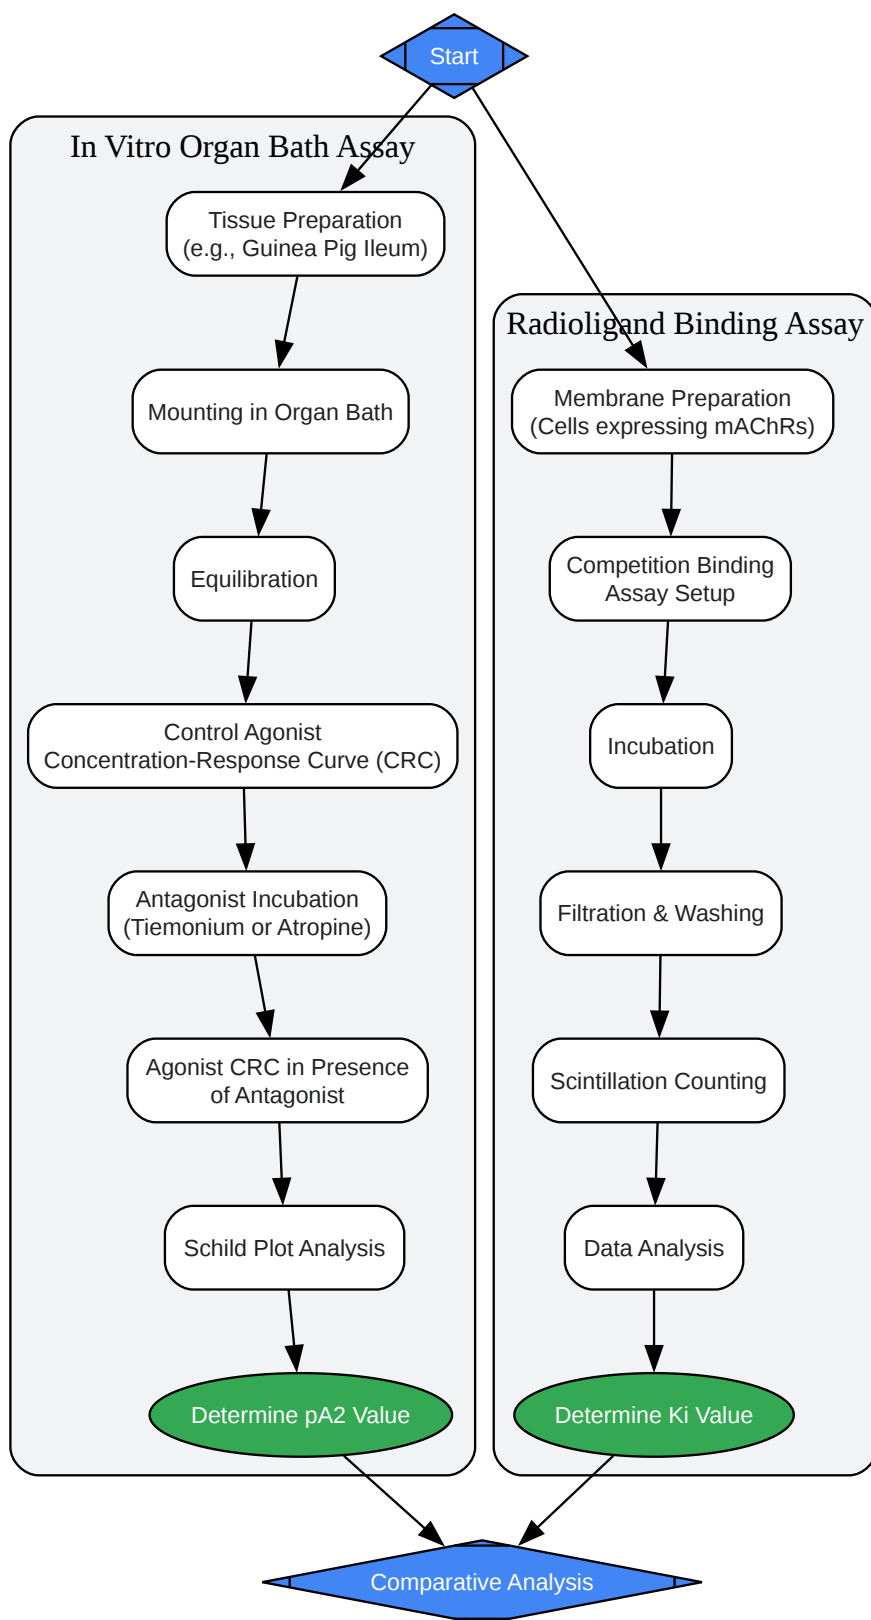 Start
In Vitro Organ Bath Assay
Tissue Preparation
(e.g., Guinea Pig Ileum)
Mounting in Organ Bath
Equilibration
Control Agonist
Concentration-Response Curve (CRC)
Antagonist Incubation
(Tiemonium or Atropine)
Agonist CRC in Presence
of Antagonist
Schild Plot Analysis
Determine pA2 Value
Radioligand Binding Assay
Membrane Preparation
(Cells expressing mAChRs)
Competition Binding
Assay Setup
Incubation
Filtration & Washing
Scintillation Counting
Data Analysis
Determine Ki Value
Comparative Analysis